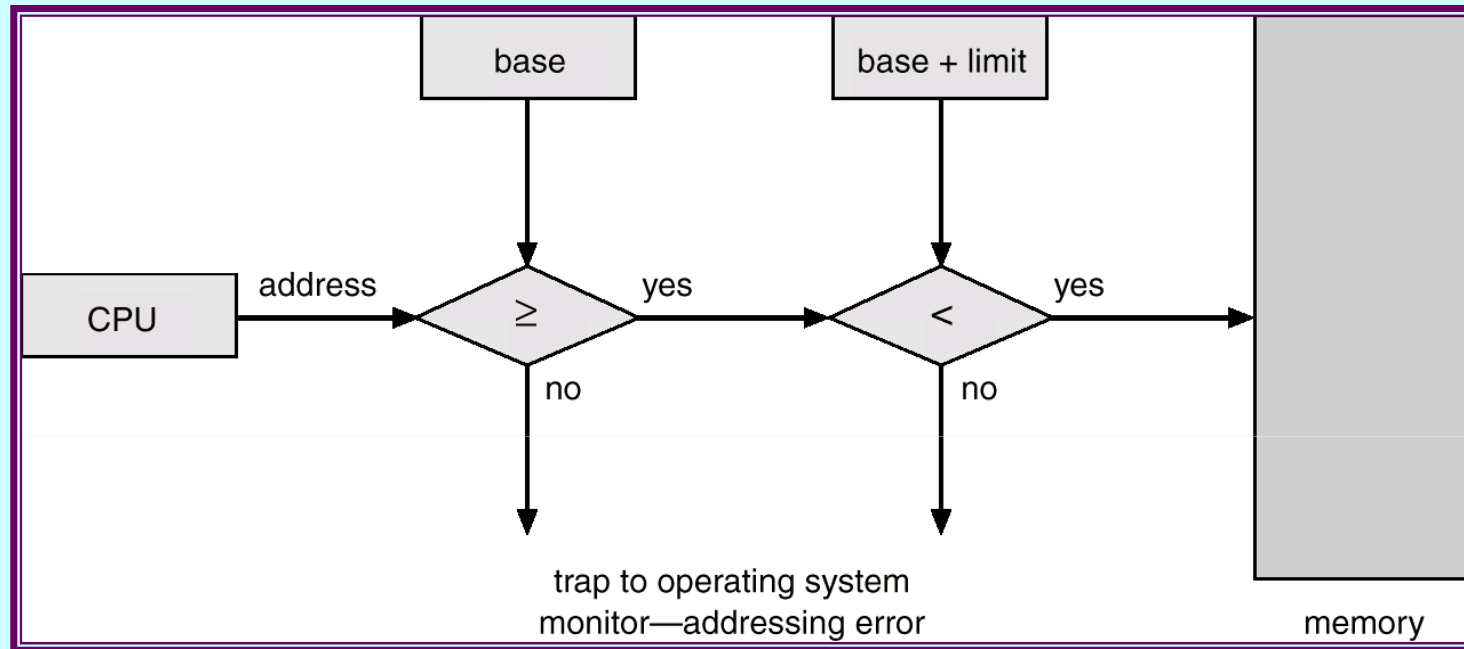 base
base + limit
CPU
address
≥
yes
<
yes
no
no
trap to operating system
monitor—addressing error
memory